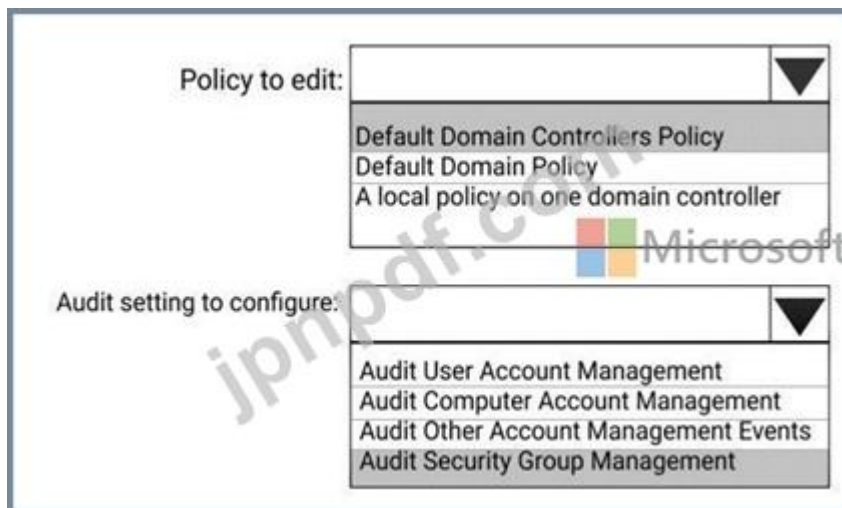 Policy to edit:
Default Domain Controllers Policy
Default Domain Policy
A local policy on one domain controller
Microsoft
Audit setting to configure:
Audit User Account Management
Audit Computer Account Management
Audit Other Account Management Events
Audit Security Group Management
jpnpdf.com